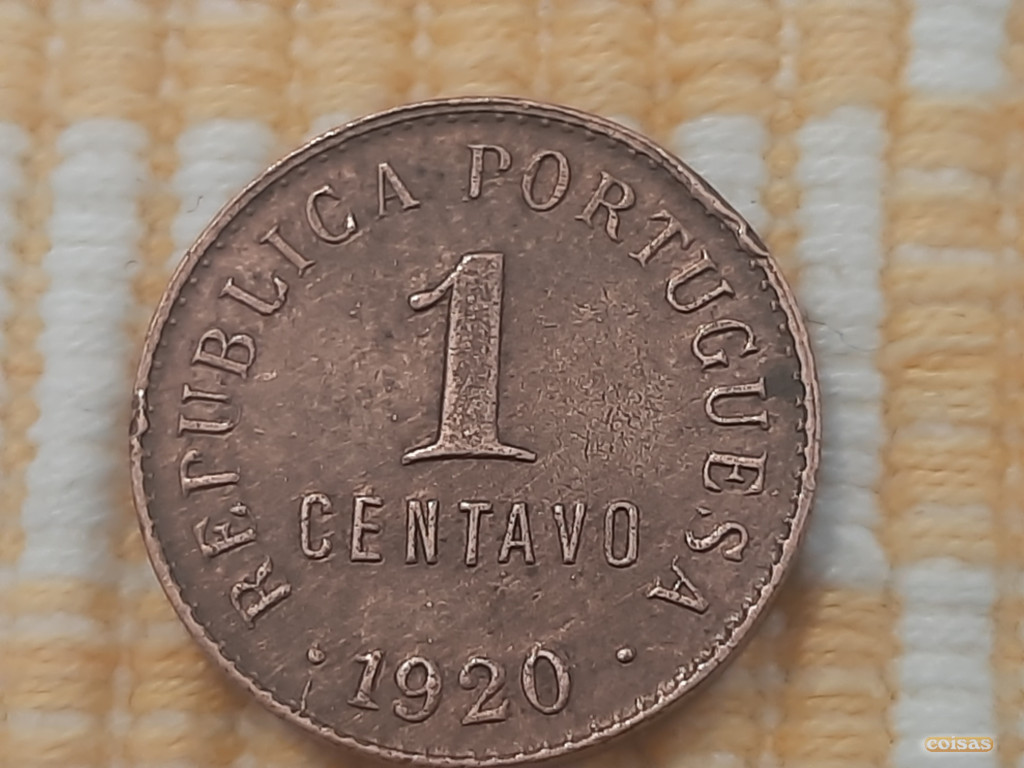 REPUBLICA PORTUGUESA
1
CENTAVO
• 1920 •
coisas